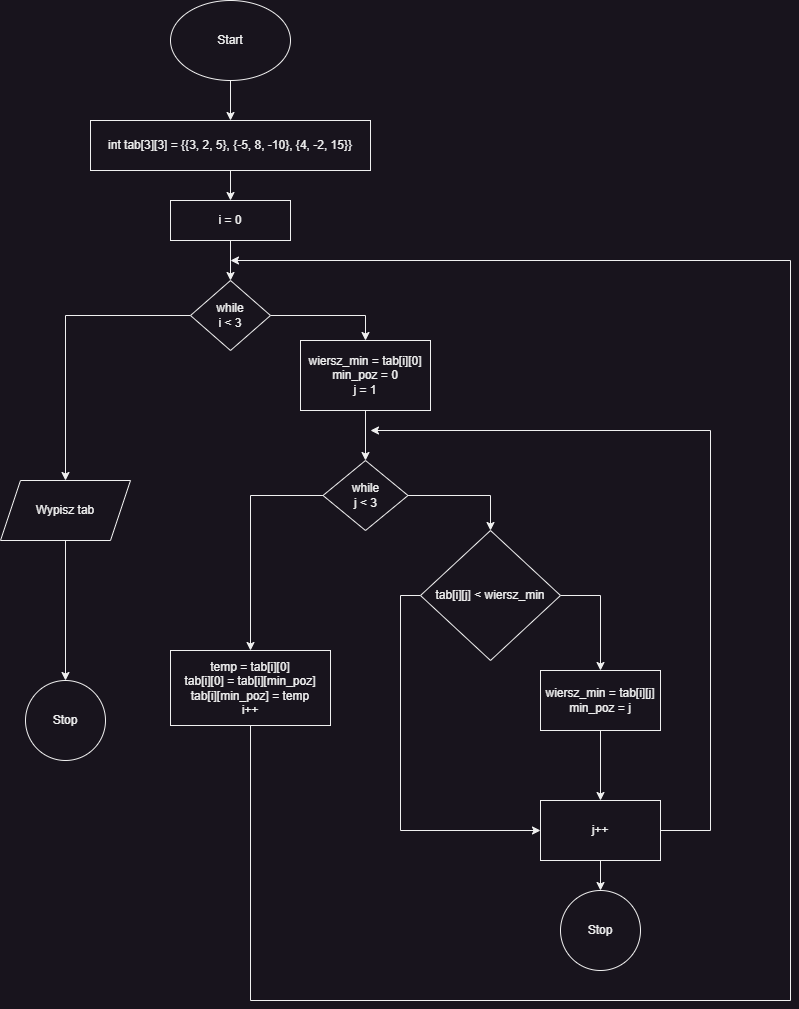 Start
int tab[3][3] = {{3, 2, 5}, {-5, 8, -10}, {4, -2, 15}}
i = 0
while
i < 3
wiersz_min = tab[i][0]
min_poz = 0
j = 1
while
j < 3
Wypisz tab
tab[i][j] < wiersz_min
temp = tab[i][0]
tab[i][0] = tab[i][min_poz]
tab[i][min_poz] = temp
i++
wiersz_min = tab[i][j]
min_poz = j
Stop
j++
Stop